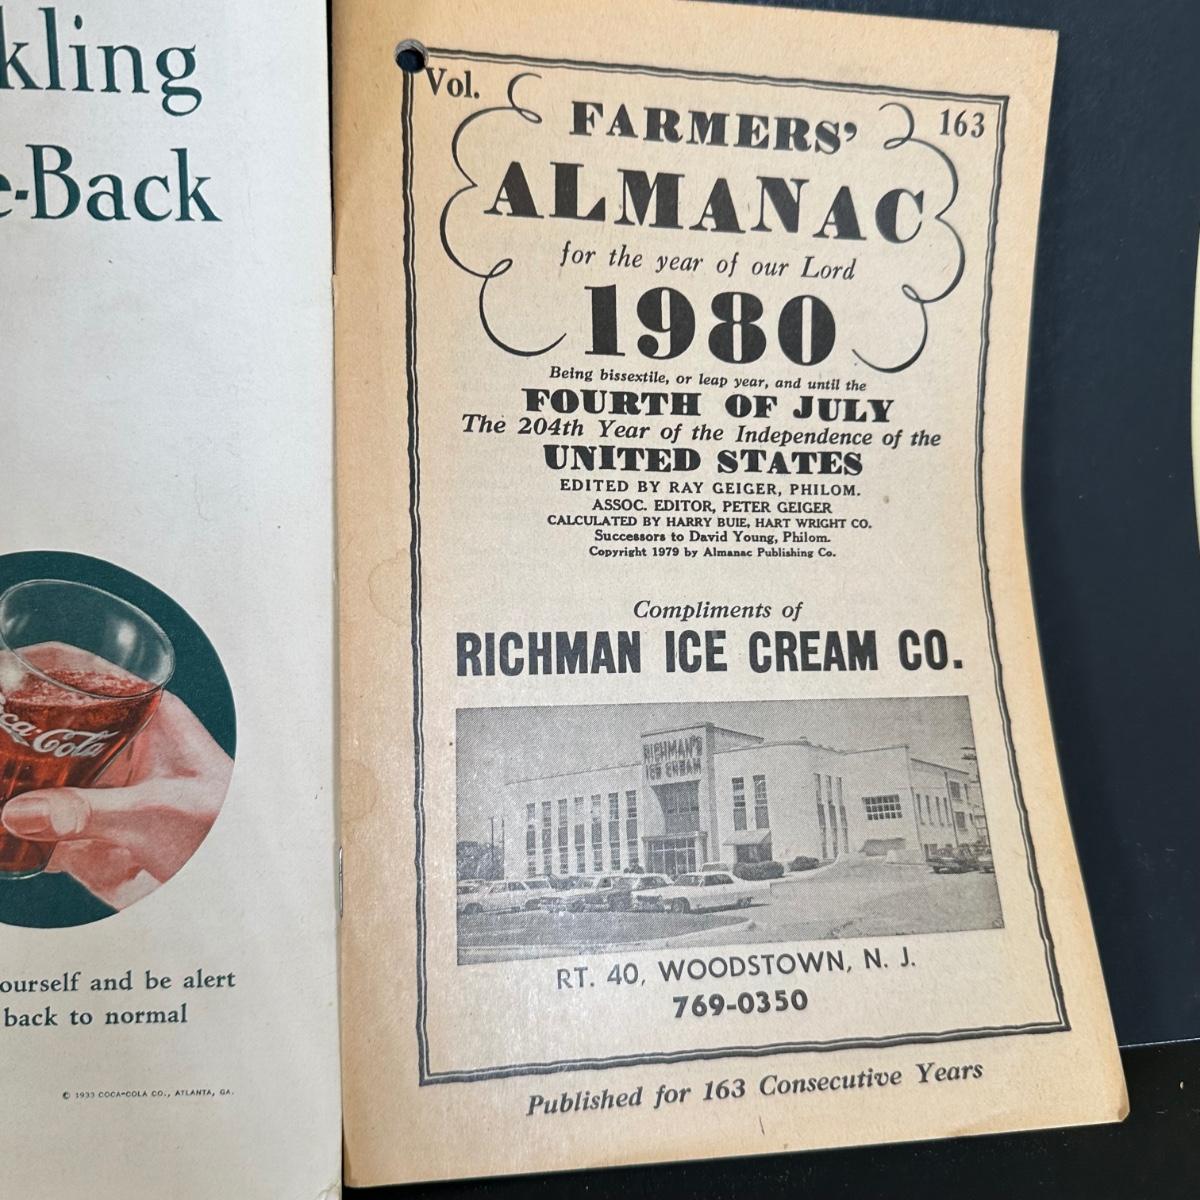 kling
e-Back
Coca-Cola
ourself and be alert
back to normal
© 1933 COCA-COLA CO., ATLANTA, GA.
Vol. 163
FARMERS'
ALMANAC
for the year of our Lord
1980
Being bissextile, or leap year, and until the
FOURTH OF JULY
The 204th Year of the Independence of the
UNITED STATES
EDITED BY RAY GEIGER, PHILOM.
ASSOC. EDITOR, PETER GEIGER
CALCULATED BY HARRY BUIE, HART WRIGHT CO.
Successors to David Young, Philom.
Copyright 1979 by Almanac Publishing Co.
Compliments of
RICHMAN ICE CREAM CO.
RICHMAN'S
ICE CREAM
RT. 40, WOODSTOWN, N. J.
769-0350
Published for 163 Consecutive Years